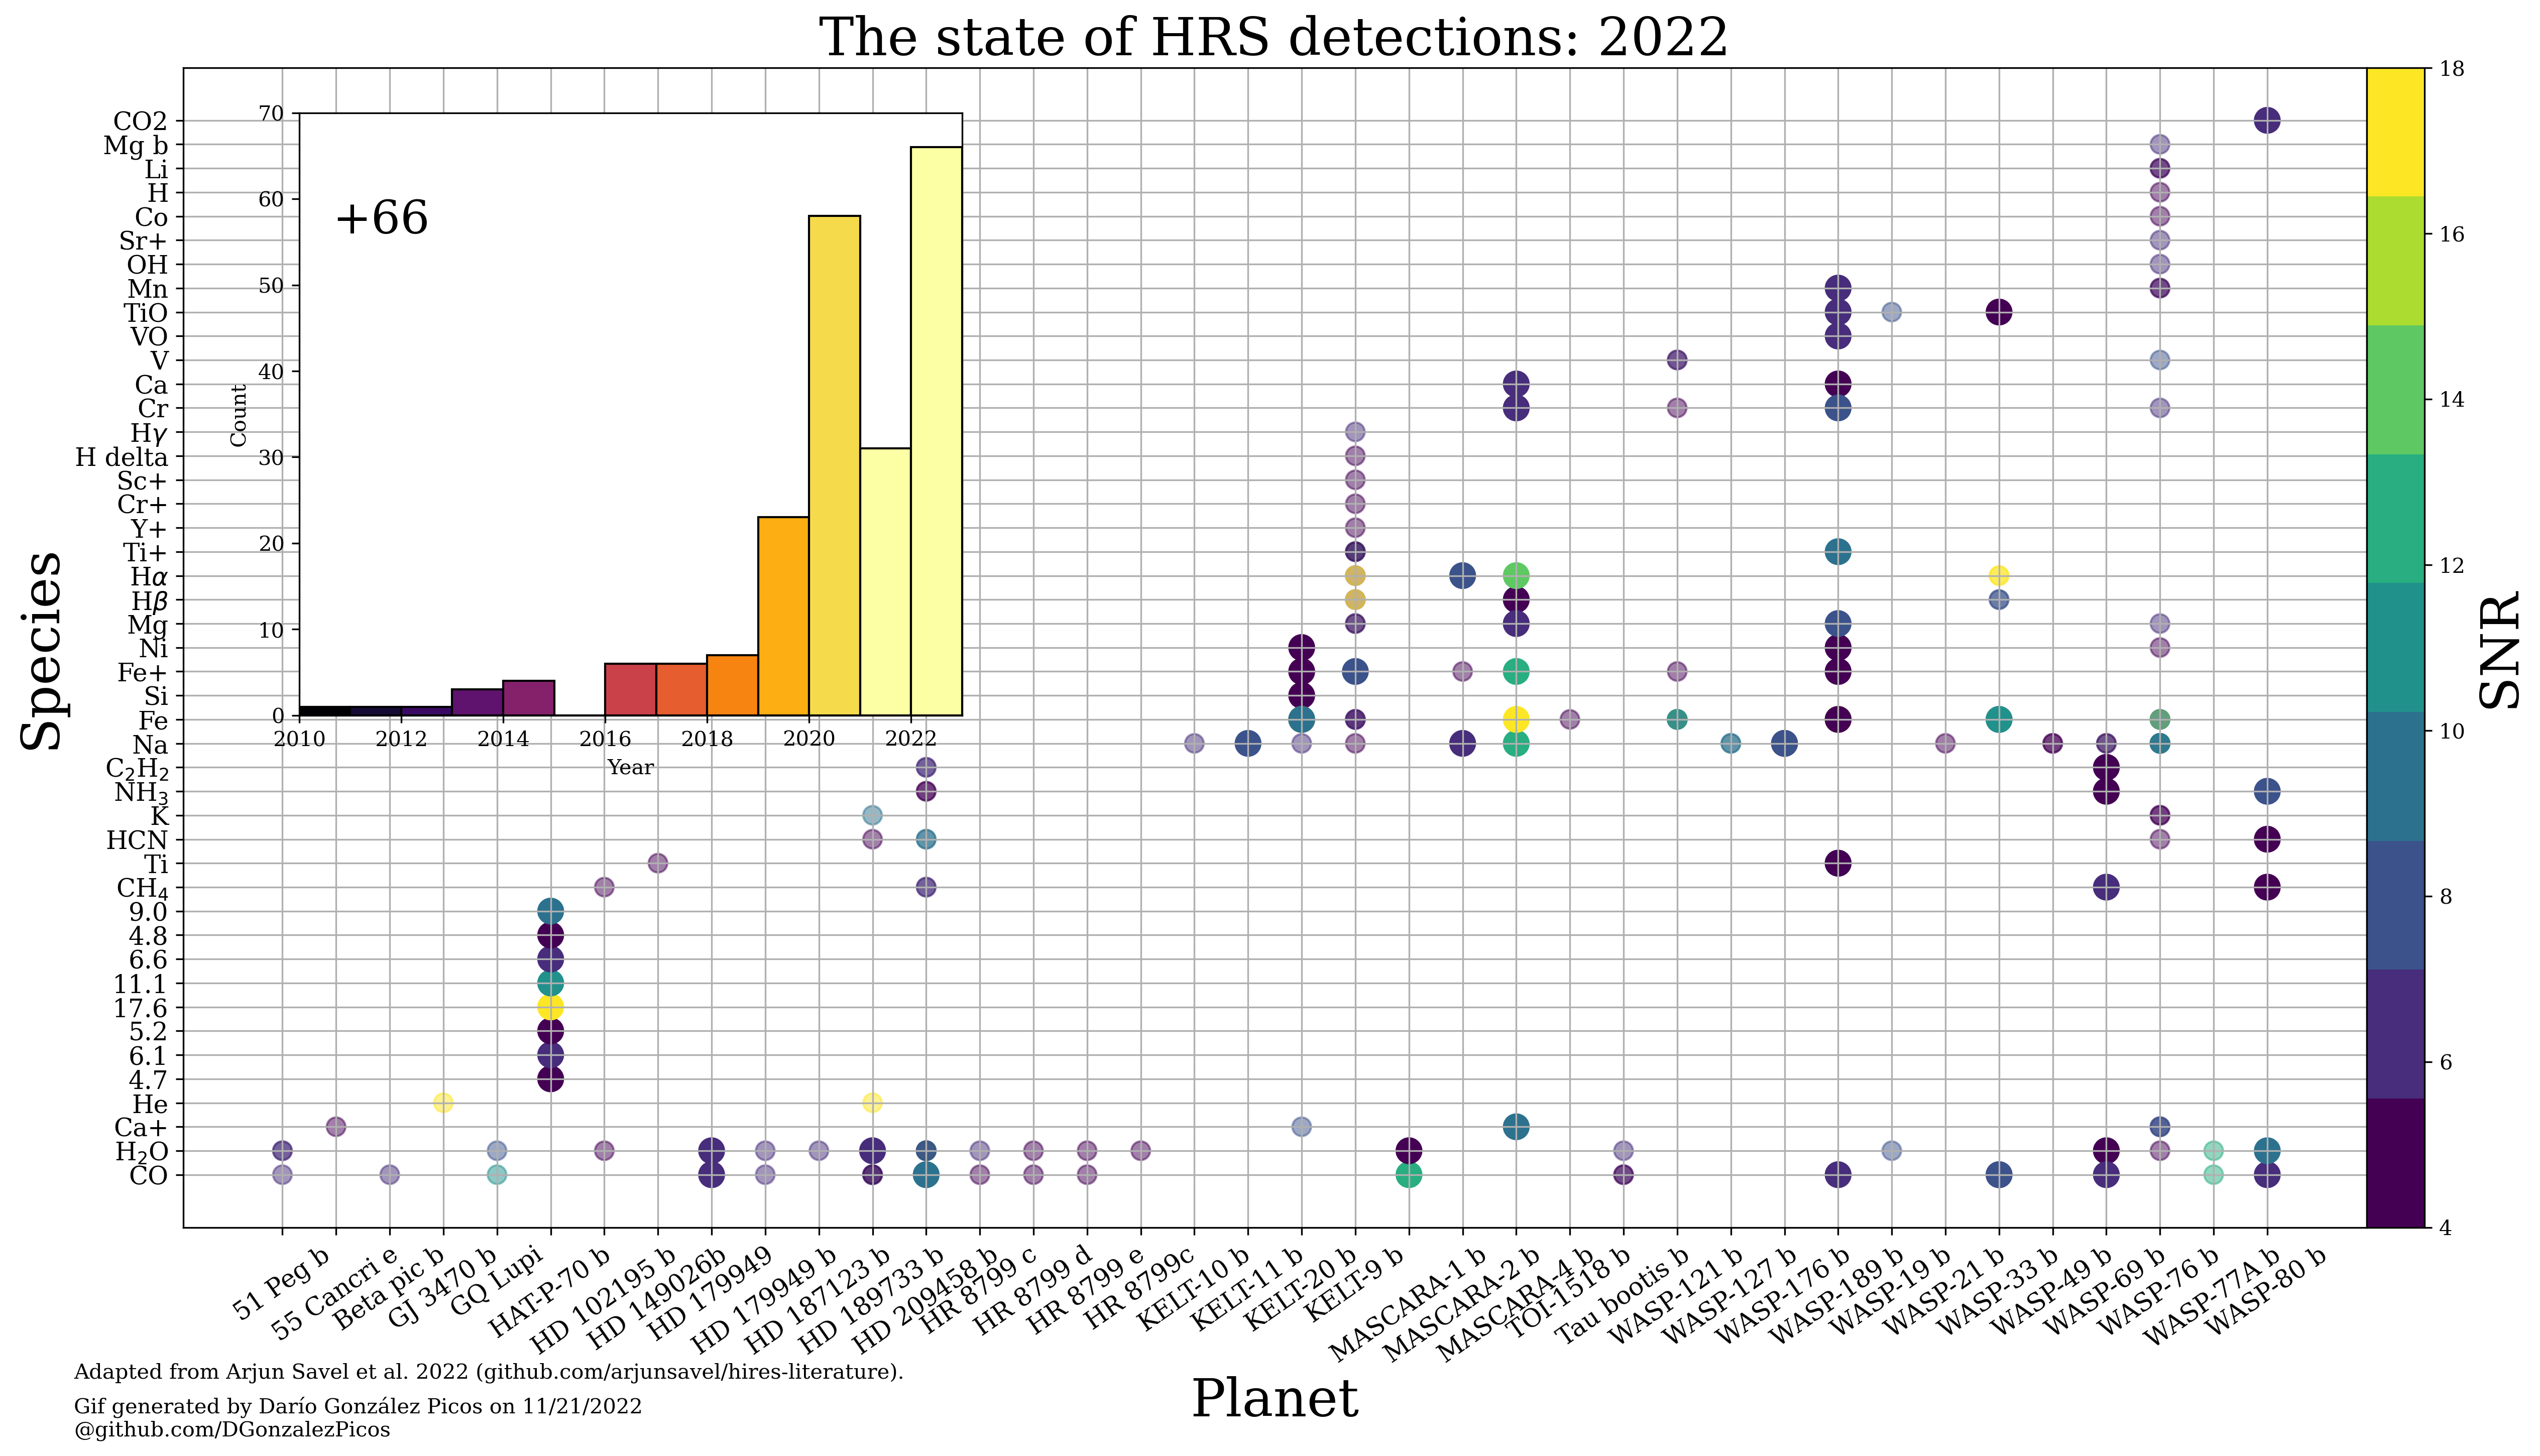 The state of HRS detections: 2022
Species
CO2
Mg b
Li
H
Co
Sr+
OH
Mn
TiO
VO
V
Ca
Cr
Hγ
H delta
Sc+
Cr+
Y+
Ti+
Hα
Hβ
Mg
Ni
Fe+
Si
Fe
Na
C₂H₂
NH₃
K
HCN
Ti
CH₄
9.0
4.8
6.6
11.1
17.6
5.2
6.1
4.7
He
Ca+
H₂O
CO
+66
Count
70
60
50
40
30
20
10
0
2010 2012 2014 2016 2018 2020 2022
Year
18
16
14
12
10
8
6
4
SNR
51 Peg b
55 Cancri e
Beta pic b
GJ 3470 b
GQ Lupi
HAT-P-70 b
HD 102195 b
HD 149026b
HD 179949
HD 179949 b
HD 187123 b
HD 189733 b
HD 209458 b
HR 8799 c
HR 8799 d
HR 8799 e
HR 8799c
KELT-10 b
KELT-11 b
KELT-20 b
KELT-9 b
MASCARA-1 b
MASCARA-2 b
MASCARA-4 b
TOI-1518 b
Tau bootis b
WASP-121 b
WASP-127 b
WASP-176 b
WASP-189 b
WASP-19 b
WASP-21 b
WASP-33 b
WASP-49 b
WASP-69 b
WASP-76 b
WASP-77A b
WASP-80 b
Planet
Adapted from Arjun Savel et al. 2022 (github.com/arjunsavel/hires-literature).
Gif generated by Darío González Picos on 11/21/2022
@github.com/DGonzalezPicos